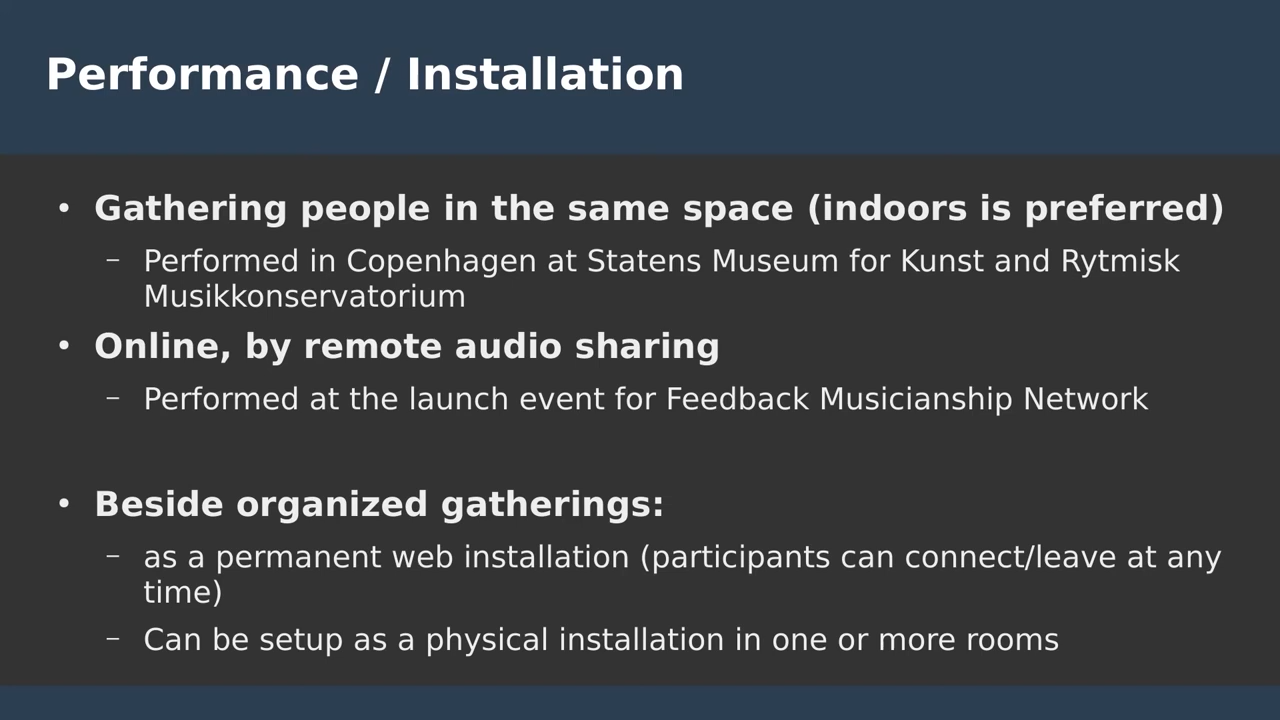 Performance / Installation
• Gathering people in the same space (indoors is preferred)
– Performed in Copenhagen at Statens Museum for Kunst and Rytmisk
Musikkonservatorium
• Online, by remote audio sharing
– Performed at the launch event for Feedback Musicianship Network
• Beside organized gatherings:
– as a permanent web installation (participants can connect/leave at any
time)
– Can be setup as a physical installation in one or more rooms